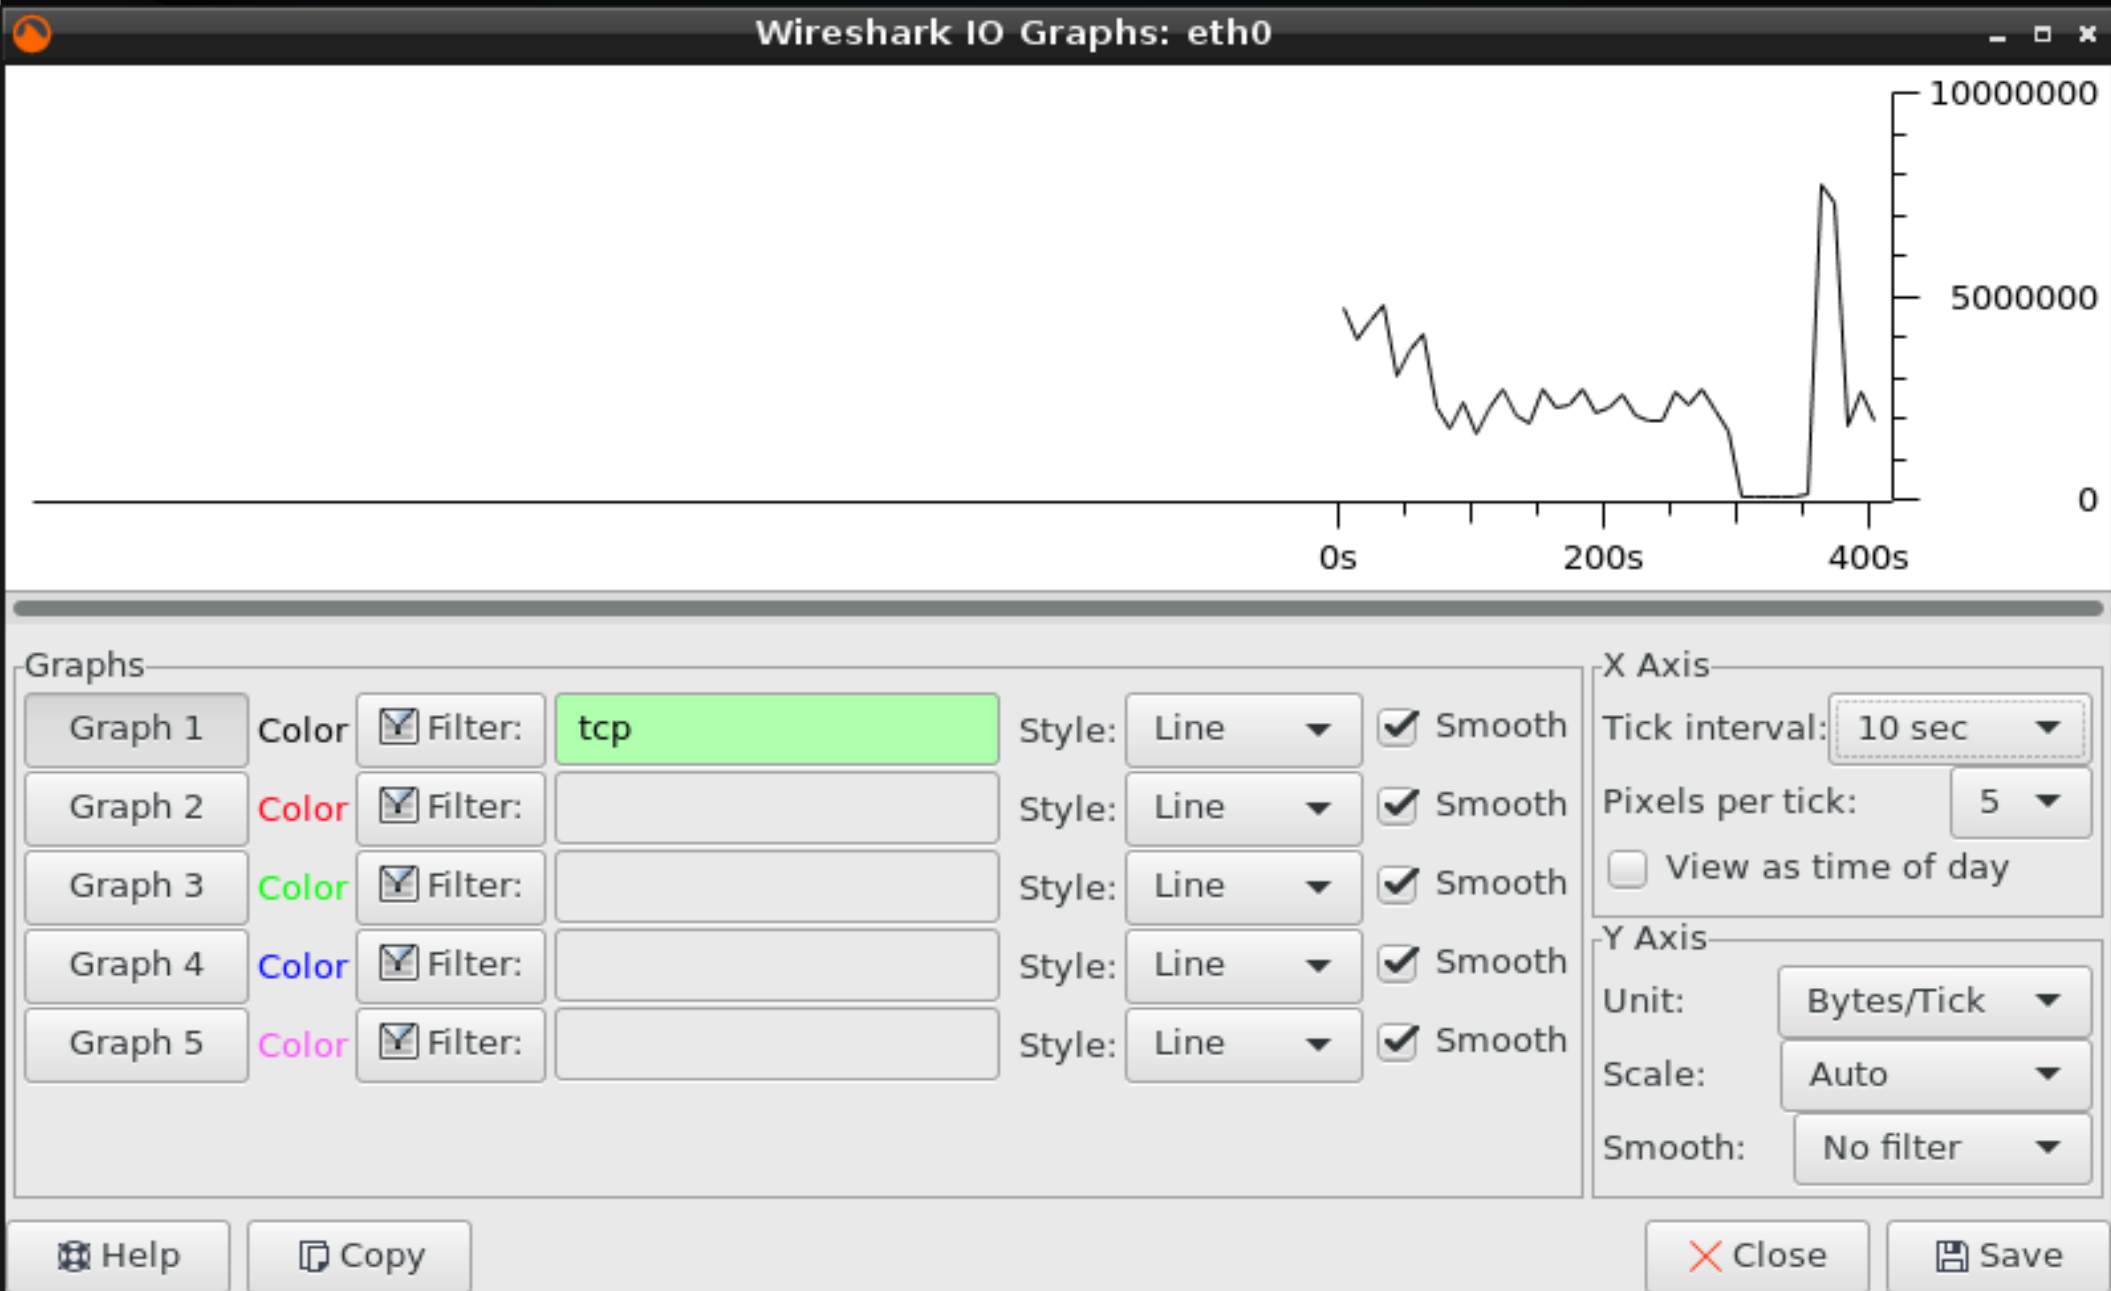 Wireshark IO Graphs: eth0
10000000
5000000
0
0s 200s 400s
Graphs
Graph 1 Color Filter: tcp Style: Line Smooth
Graph 2 Color Filter: Style: Line Smooth
Graph 3 Color Filter: Style: Line Smooth
Graph 4 Color Filter: Style: Line Smooth
Graph 5 Color Filter: Style: Line Smooth
X Axis
Tick interval: 10 sec
Pixels per tick: 5
View as time of day
Y Axis
Unit: Bytes/Tick
Scale: Auto
Smooth: No filter
Help Copy Close Save